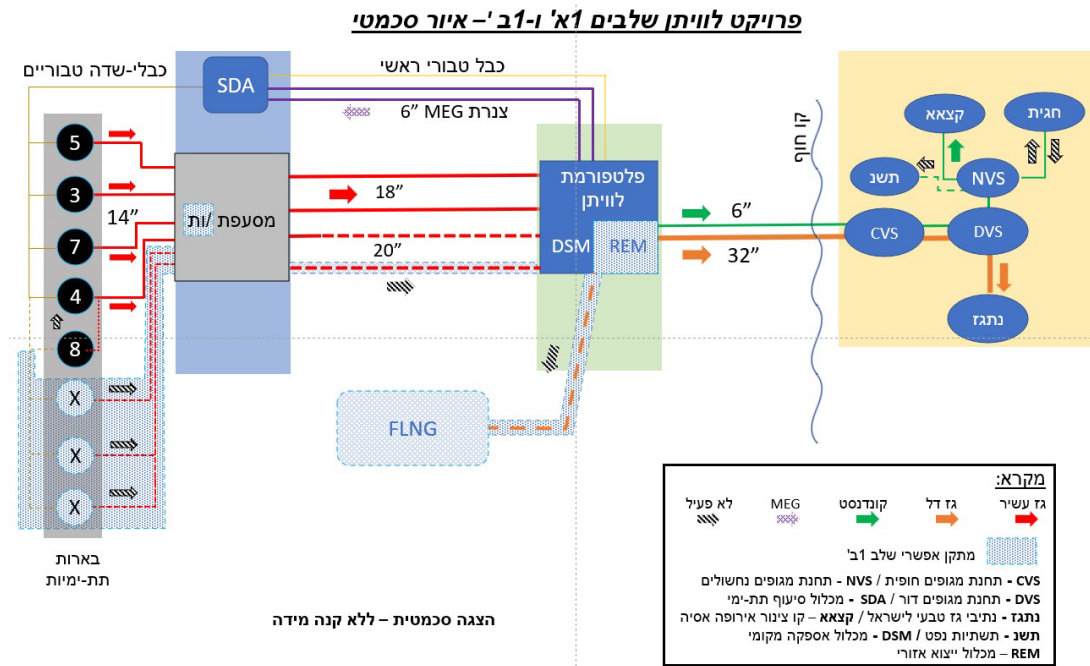 פרויקט לוויתן שלבים 1א' ו-1ב '– איור סכמטי
כבלי-שדה טבוריים
SDA
כבל טבורי ראשי
צנרת MEG 6”
קו חוף
קצאא
חגית
תשנ
NVS
CVS
DVS
נתגז
5
3
7
4
8
X
X
X
14”
מסעפת /ות
18”
20”
פלטפורמת
לוויתן
DSM
REM
6”
32”
FLNG
בארות
תת-ימיות
הצגה סכמטית – ללא קנה מידה
מקרא:
גז עשיר
גז דל
קונדנסט
MEG
לא פעיל
מתקן אפשרי שלב 1ב'
CVS - תחנת מגופים חופית / NVS - תחנת מגופים נחשולים
DVS - תחנת מגופים דור / SDA - מכלול סיעוף תת-ימי
נתגז - נתיבי גז טבעי לישראל / קצאא – קו צינור אירופה אסיה
תשנ - תשתיות נפט / DSM - מכלול אספקה מקומי
REM – מכלול ייצוא אזורי